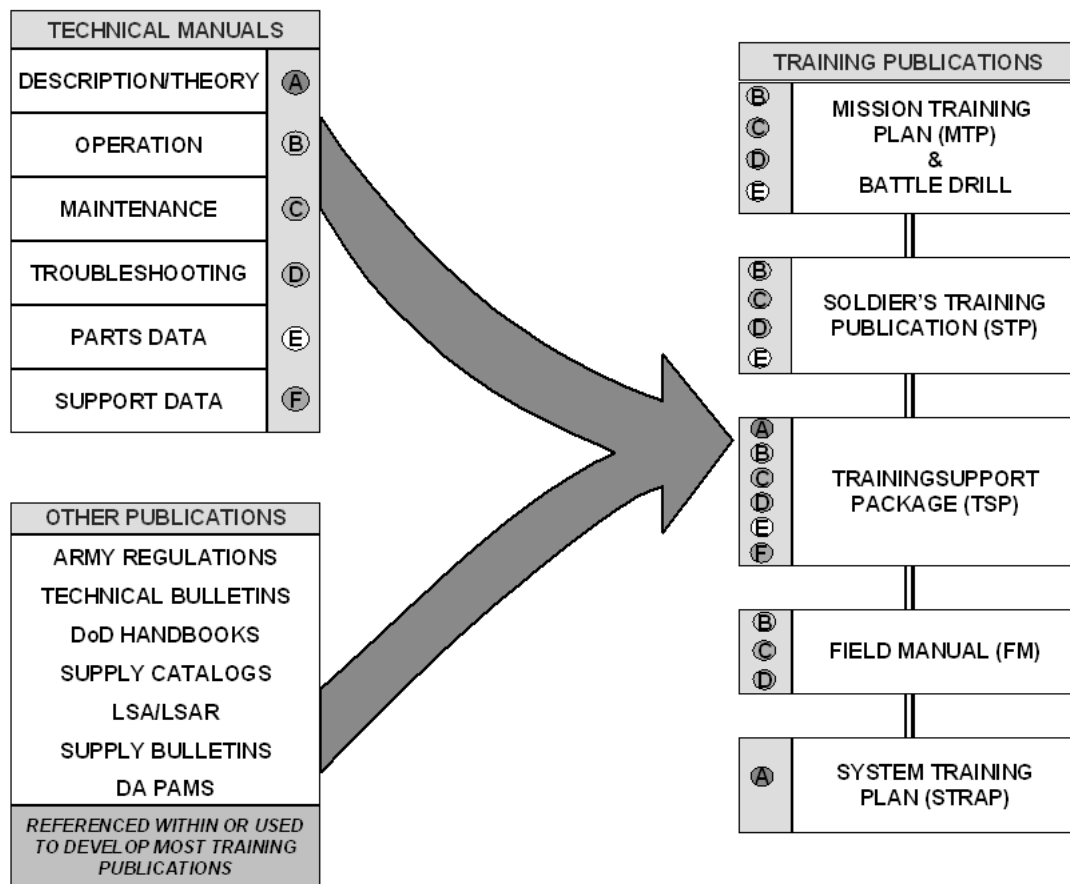 TECHNICAL MANUALS
DESCRIPTION/THEORY A
OPERATION B
MAINTENANCE C
TROUBLESHOOTING D
PARTS DATA E
SUPPORT DATA F
OTHER PUBLICATIONS
ARMY REGULATIONS
TECHNICAL BULLETINS
DoD HANDBOOKS
SUPPLY CATALOGS
LSA/LSAR
SUPPLY BULLETINS
DA PAMS
REFERENCED WITHIN OR USED
TO DEVELOP MOST TRAINING
PUBLICATIONS
TRAINING PUBLICATIONS
B
C
D
E
MISSION TRAINING
PLAN (MTP)
&
BATTLE DRILL
B
C
D
E
SOLDIER'S TRAINING
PUBLICATION (STP)
A
B
C
D
E
F
TRAININGSUPPORT
PACKAGE (TSP)
B
C
D
FIELD MANUAL (FM)
A
SYSTEM TRAINING
PLAN (STRAP)